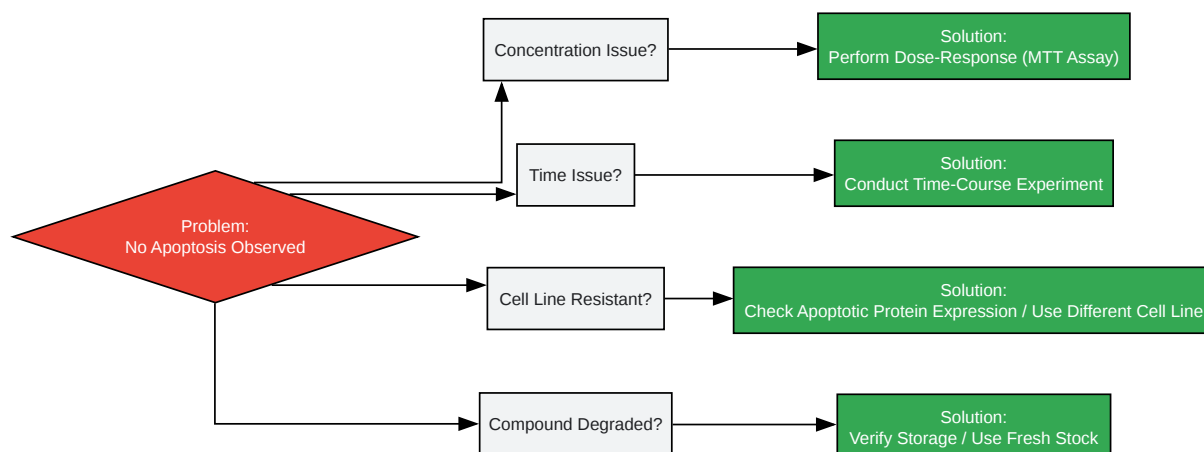 Problem:
No Apoptosis Observed
Concentration Issue?
Solution:
Perform Dose-Response (MTT Assay)
Time Issue?
Solution:
Conduct Time-Course Experiment
Cell Line Resistant?
Solution:
Check Apoptotic Protein Expression / Use Different Cell Line
Compound Degraded?
Solution:
Verify Storage / Use Fresh Stock